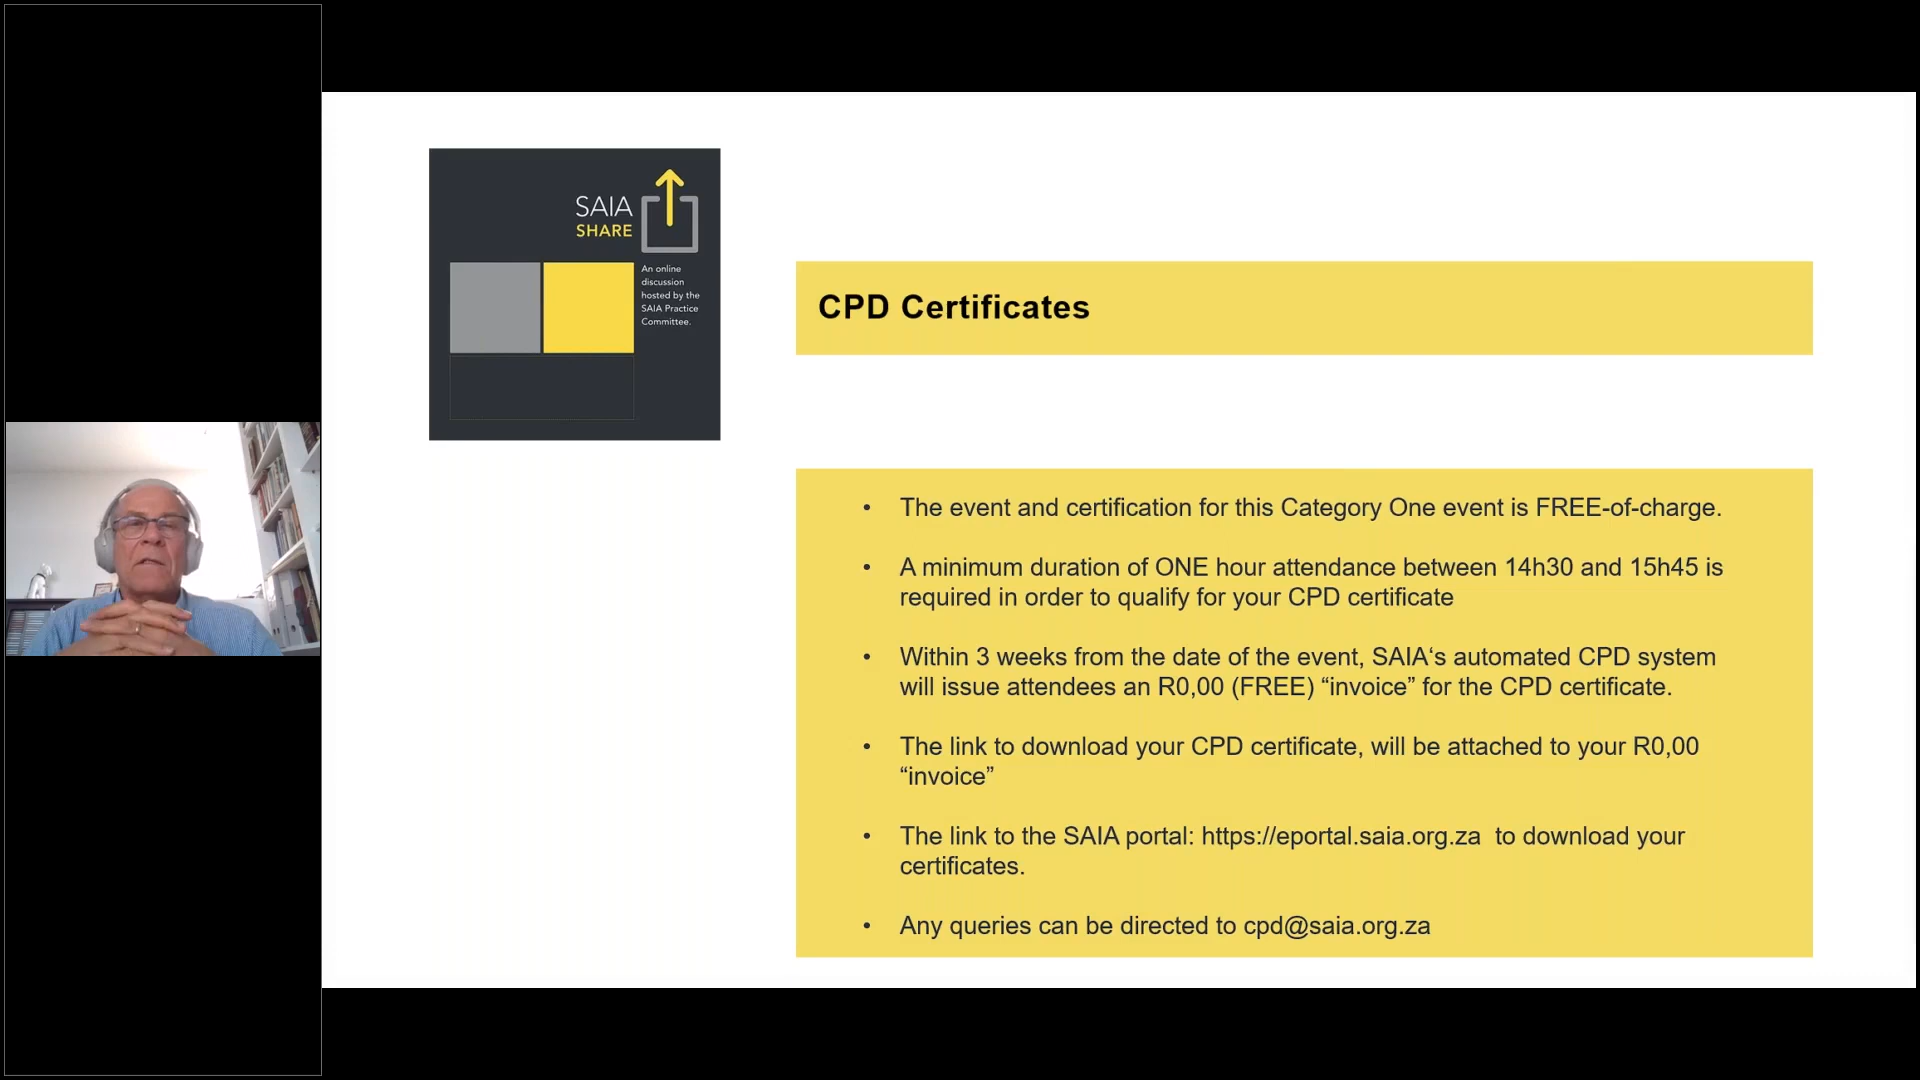 SAIA
SHARE
An online
discussion
hosted by the
SAIA Practice
Committee.
CPD Certificates
• The event and certification for this Category One event is FREE-of-charge.
• A minimum duration of ONE hour attendance between 14h30 and 15h45 is
required in order to qualify for your CPD certificate
• Within 3 weeks from the date of the event, SAIA‘s automated CPD system
will issue attendees an R0,00 (FREE) “invoice” for the CPD certificate.
• The link to download your CPD certificate, will be attached to your R0,00
“invoice”
• The link to the SAIA portal: https://eportal.saia.org.za  to download your
certificates.
• Any queries can be directed to cpd@saia.org.za